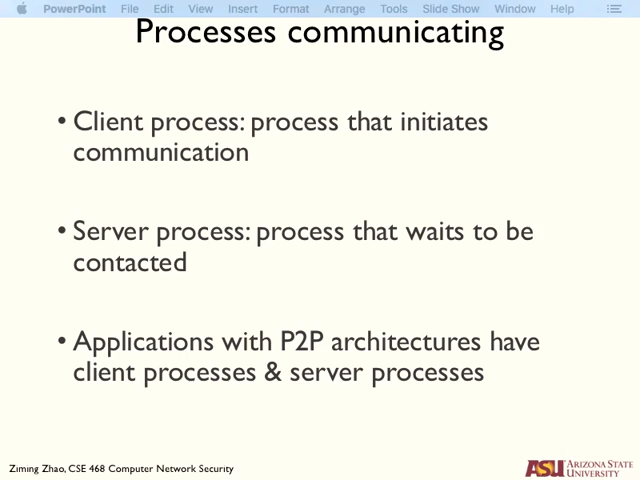 PowerPoint File Edit View Insert Format Arrange Tools Slide Show Window Help
Processes communicating
• Client process: process that initiates
communication
• Server process: process that waits to be
contacted
• Applications with P2P architectures have
client processes & server processes
Ziming Zhao, CSE 468 Computer Network Security
ASU ARIZONA STATE
UNIVERSITY